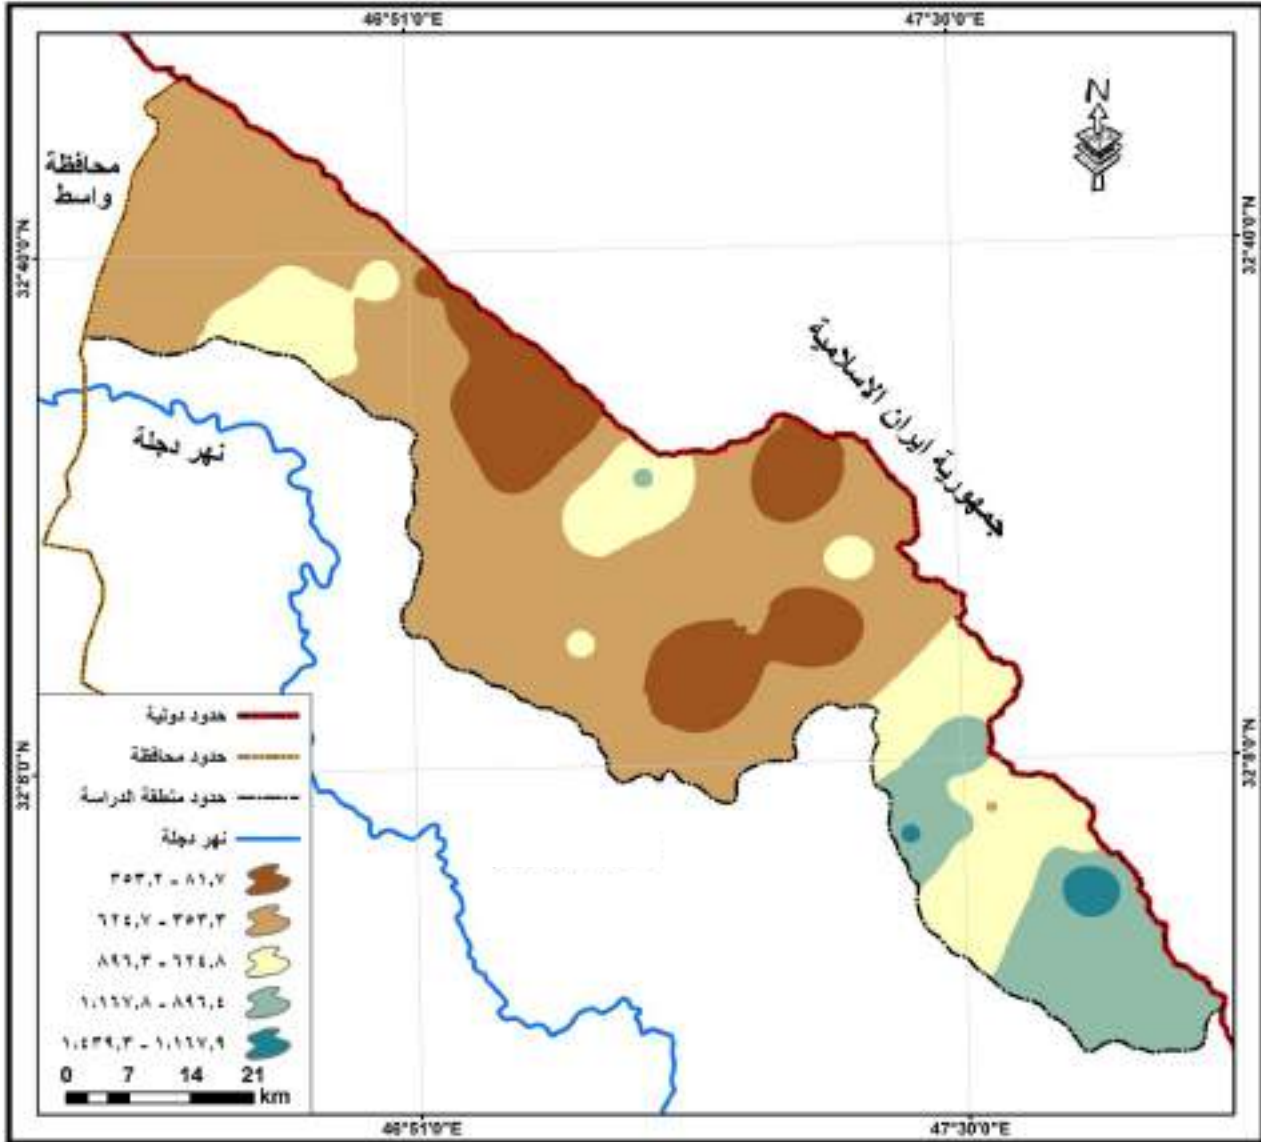 46°51'0"E 47°30'0"E
N
محافظة
واسط
32°40'0"N 32°40'0"N
جمهورية ايران الاسلامية
نهر دجلة
حدود دولية
حدود محافظة
32°8'0"N 32°8'0"N
حدود منطقة الدراسة
نهر دجلة
٨١,٧ - ٣٥٣,٢
٣٥٣,٣ - ٦٢٤,٧
٦٢٤,٨ - ٨٩٦,٣
٨٩٦,٤ - ١,١٦٧,٨
١,١٦٧,٩ - ١,٤٣٩,٣
0 7 14 21
km
46°51'0"E 47°30'0"E